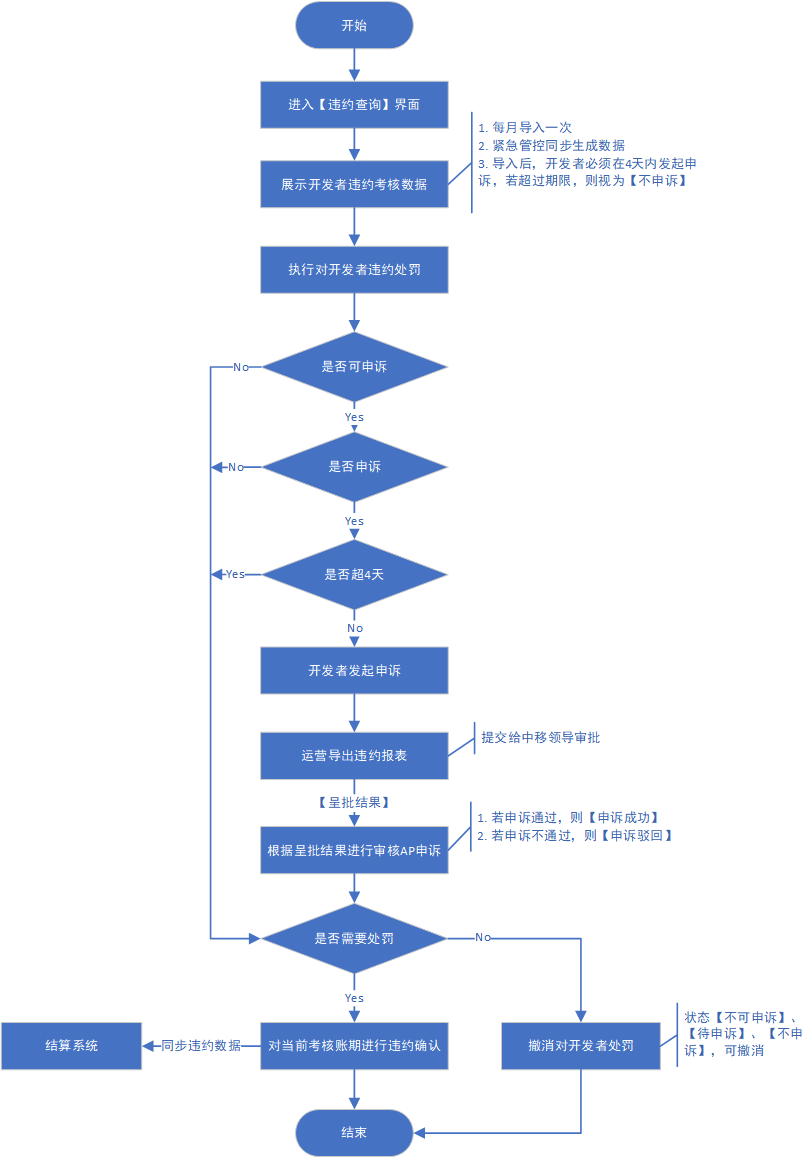 开始
进入【违约查询】界面
1. 每月导入一次
2. 紧急管控同步生成数据
3. 导入后，开发者必须在4天内发起申
诉，若超过期限，则视为【不申诉】
展示开发者违约考核数据
执行对开发者违约处罚
是否可申诉
No
Yes
是否申诉
No
Yes
是否超4天
Yes
No
开发者发起申诉
运营导出违约报表
提交给中移领导审批
【呈批结果】
1. 若申诉通过，则【申诉成功】
2. 若申诉不通过，则【申诉驳回】
根据呈批结果进行审核AP申诉
是否需要处罚
No
Yes
状态【不可申诉】、
【待申诉】、【不申
诉】，可撤消
结算系统
同步违约数据
对当前考核账期进行违约确认
撤消对开发者处罚
结束